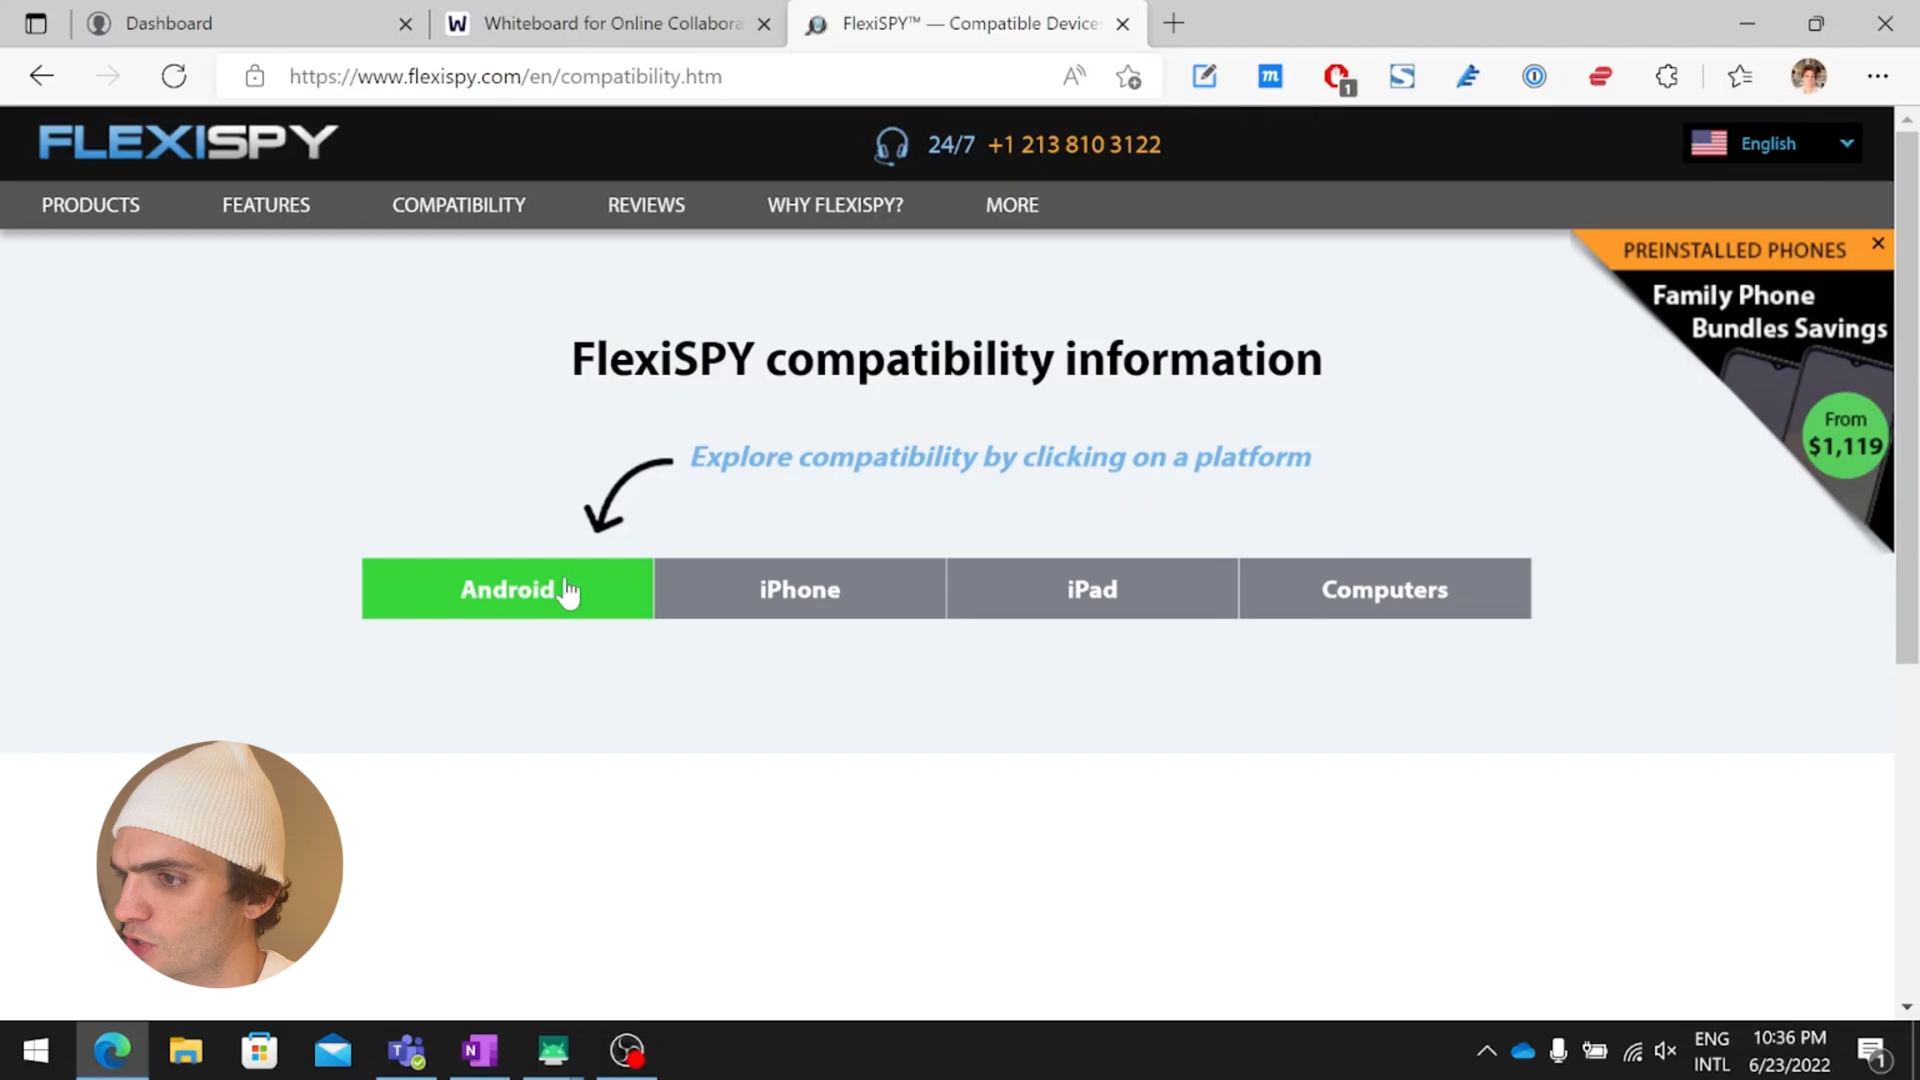 Dashboard
Whiteboard for Online Collabora
FlexiSPY™ — Compatible Device
https://www.flexispy.com/en/compatibility.htm
1
FLEXISPY
24/7 +1 213 810 3122
English
PRODUCTS
FEATURES
COMPATIBILITY
REVIEWS
WHY FLEXISPY?
MORE
PREINSTALLED PHONES
Family Phone
Bundles Savings
From
$1,119
FlexiSPY compatibility information
Explore compatibility by clicking on a platform
Android
iPhone
iPad
Computers
ENG
INTL
10:36 PM
6/23/2022
1